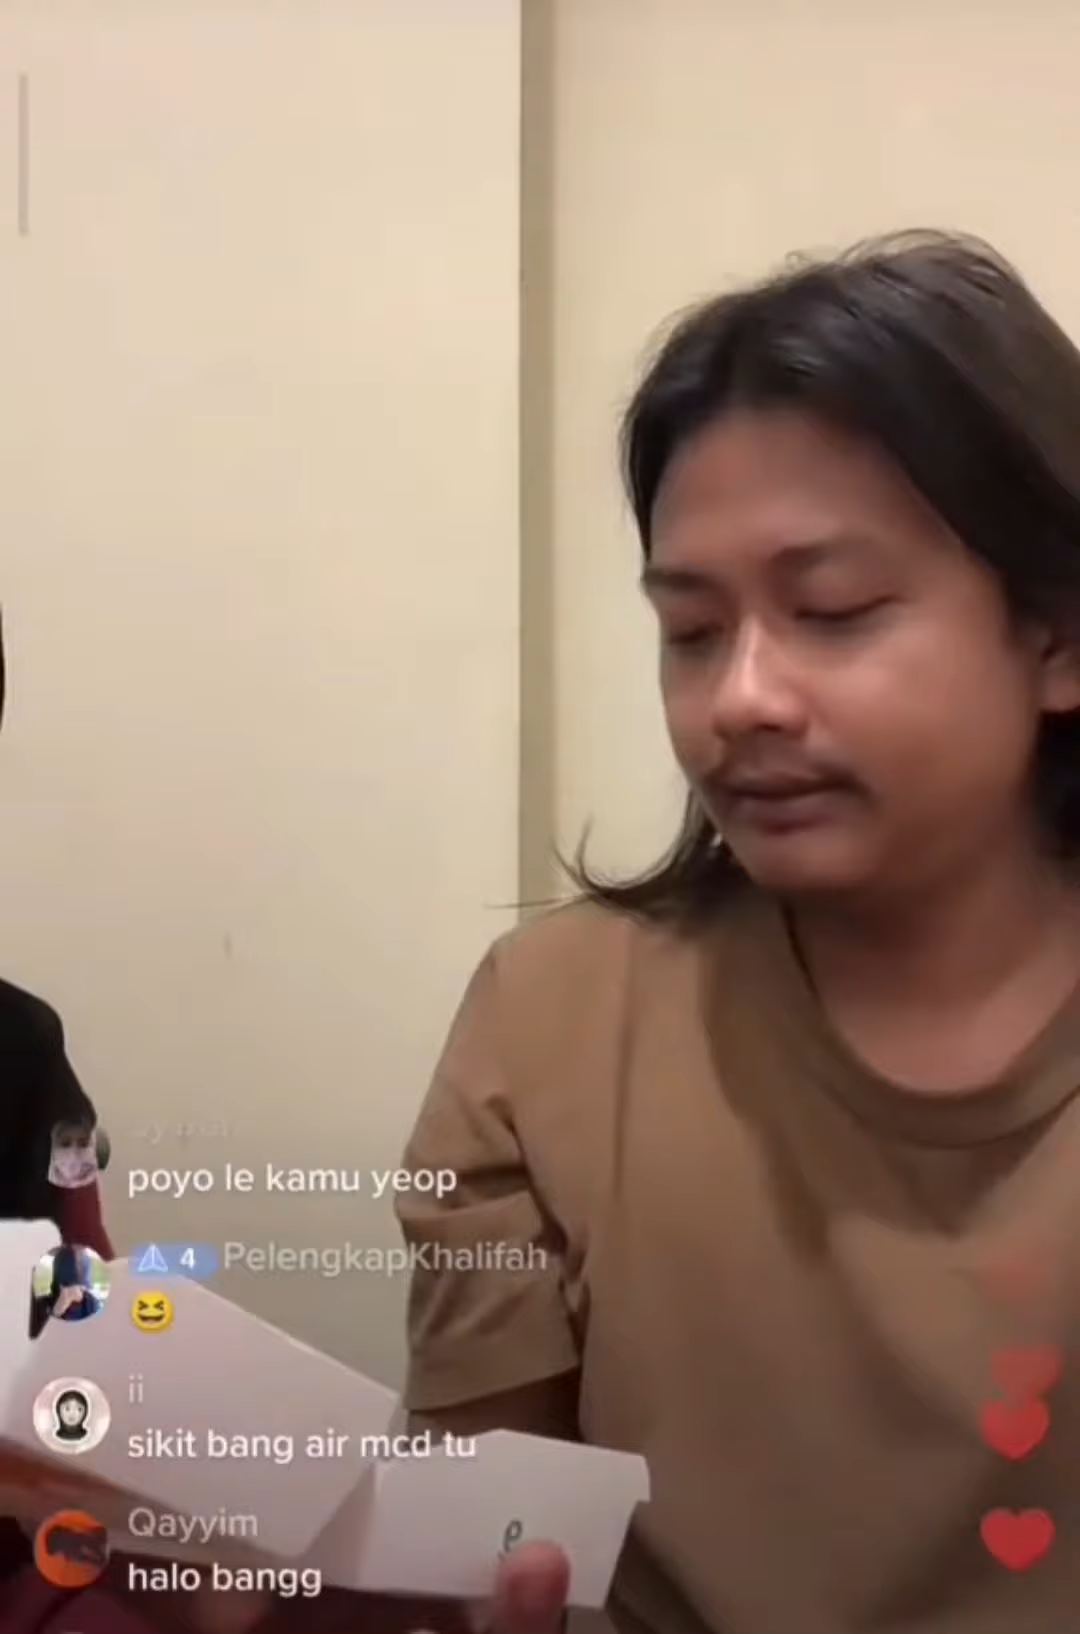 poyo le kamu yeop
4 PelengkapKhalifah
😆
ii
sikit bang air mcd tu
Qayyim
halo bangg